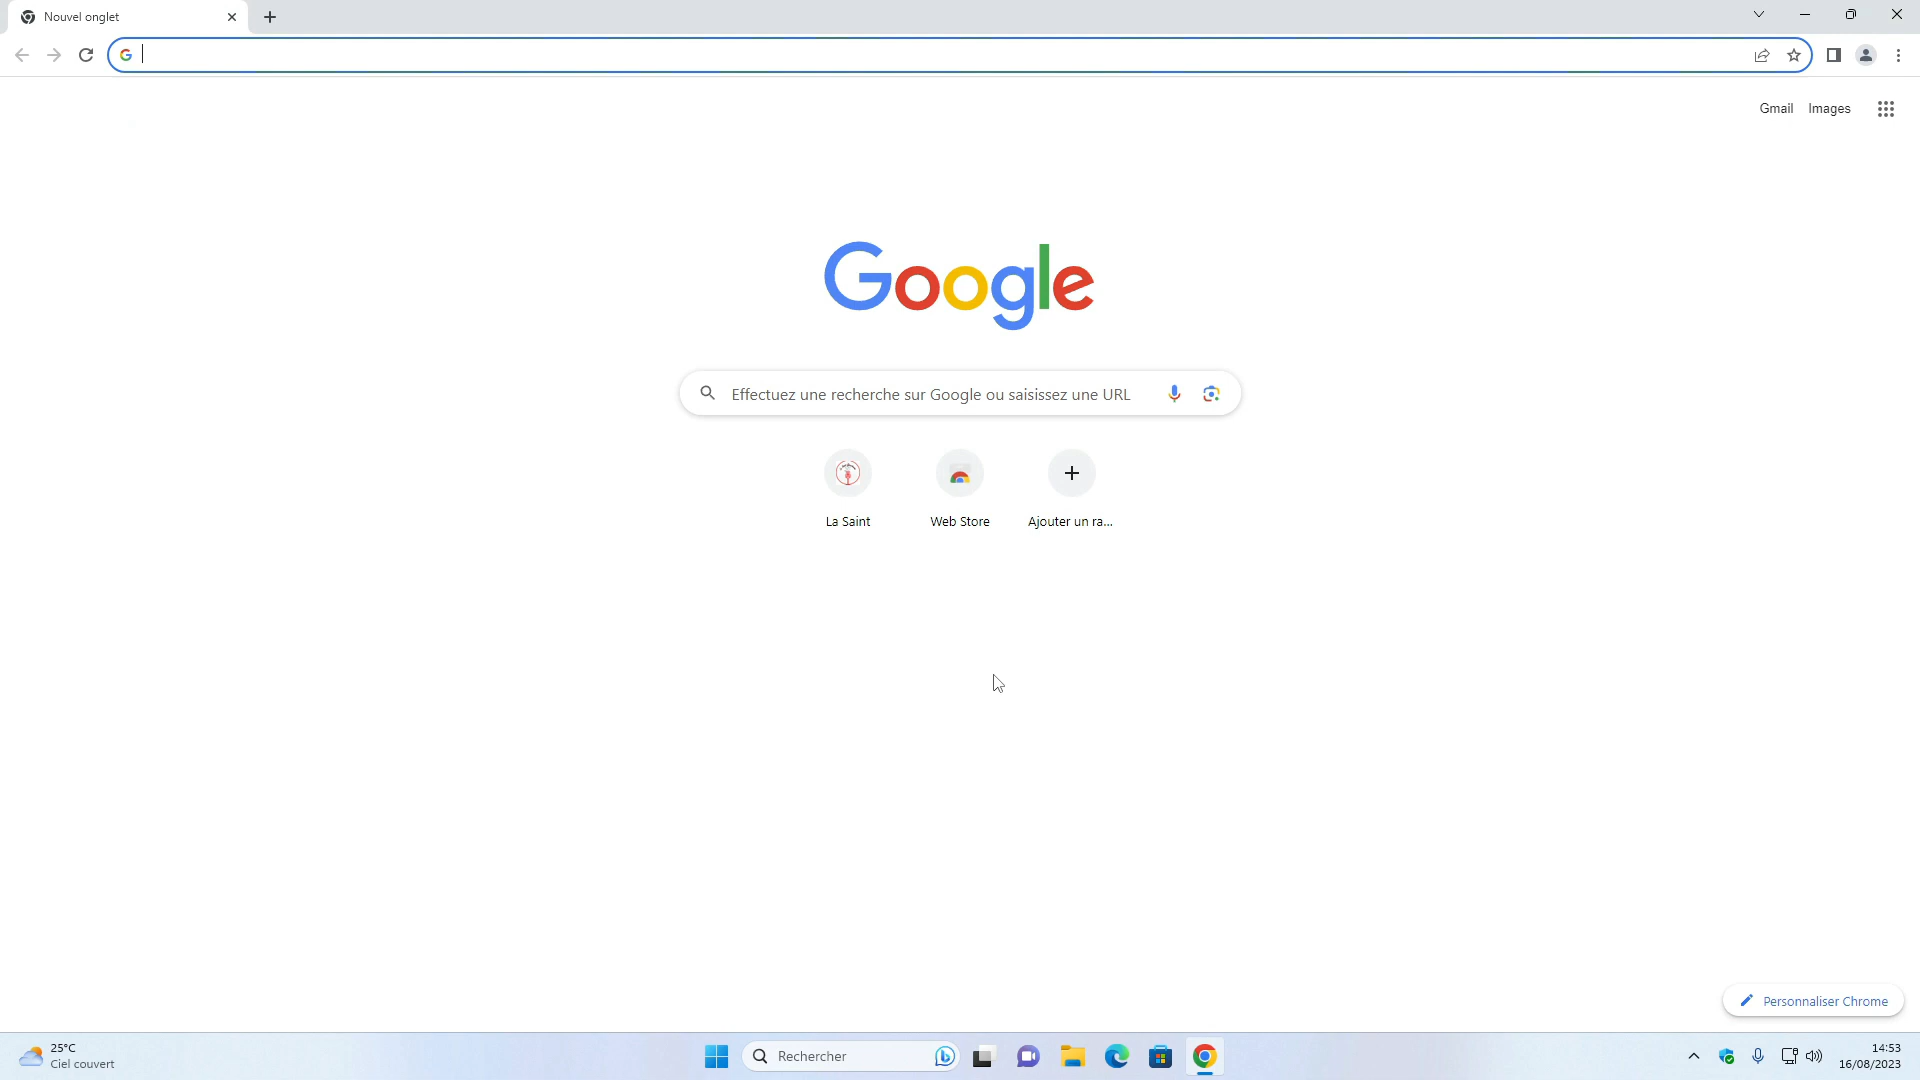 Nouvel onglet
Gmail Images
Google
Effectuez une recherche sur Google ou saisissez une URL
La Saint Web Store Ajouter un ra...
Personnaliser Chrome
25°C
Ciel couvert
Rechercher
14:53
16/08/2023